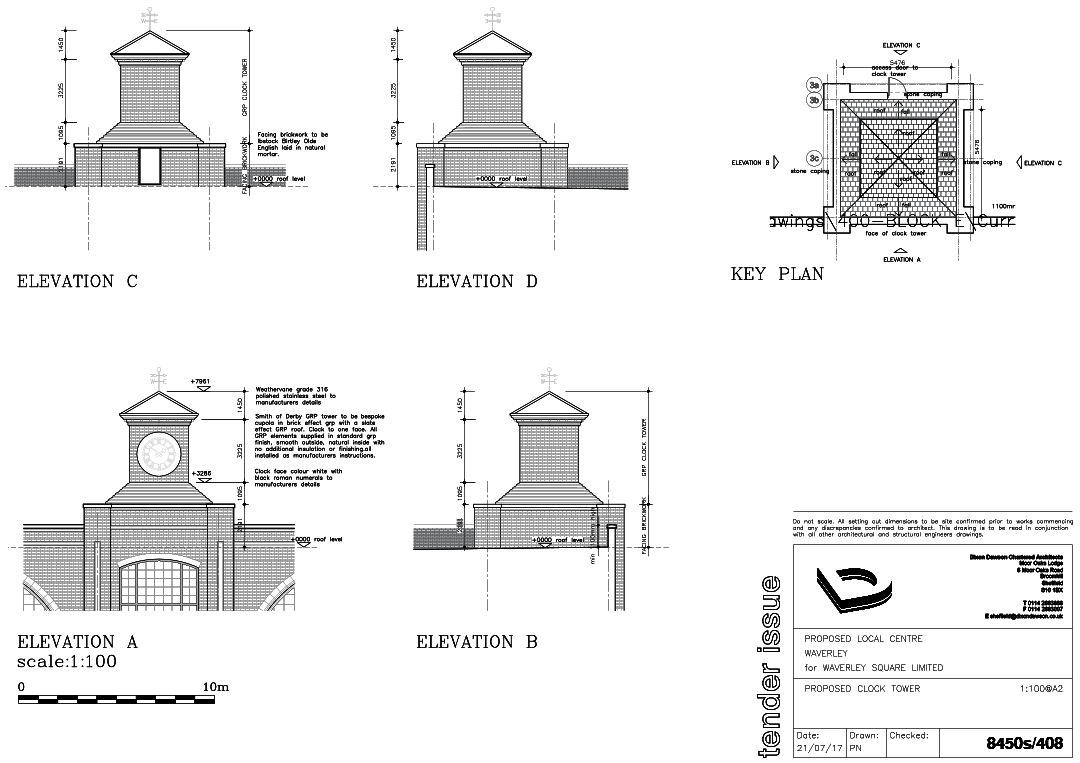 1450
3225
1095
2191
GRP CLOCK TOWER
FACING BRICKWORK
Facing brickwork to be
Ibstock Birtley Olde
English laid in natural
mortar.
+0000 roof level
ELEVATION C
1450
3225
1095
2191
+0000 roof level
ELEVATION D
ELEVATION C
5476
access door to
clock tower
3a
3b
3c
stone coping
roof
fall
roof
fall
fall
roof
fall
roof
roof
fall
roof
fall
5476
ELEVATION B
stone coping
stone coping
ELEVATION C
1100mr
awings 400-BLOCK E Curr
face of clock tower
ELEVATION A
KEY PLAN
+7961
1450
3225
+3286
1095
2191
+0000 roof level
Weathervane grade 316
polished stainless steel to
manufacturers details
Smith of Derby GRP tower to be bespoke
cupola in brick effect grp with a slate
effect GRP roof. Clock to one face. All
GRP elements supplied in standard grp
finish, smooth outside, natural inside with
no additional insulation or finishing,all
installed as manufacturers instructions.
Clock face colour white with
black roman numerals to
manufacturers details
ELEVATION A
scale:1:100
0 10m
1450
3225
1095
2191
GRP CLOCK TOWER
FACING BRICKWORK
min 1100mm high
+0000 roof level
ELEVATION B
Do not scale. All setting out dimensions to be site confirmed prior to works commencing
and any discrepancies confirmed to architect. This drawing is to be read in conjunction
with all other architectural and structural engineers drawings.
tender issue
Dixon Dawson Chartered Architects
Moor Oaks Lodge
6 Moor Oaks Road
Broomhill
Sheffield
S10 1BX
T 0114
F 0114
E sheffield@dixondawson.co.uk
PROPOSED LOCAL CENTRE
WAVERLEY
for WAVERLEY SQUARE LIMITED
PROPOSED CLOCK TOWER 1:100@A2
Date: Drawn: Checked:
21/07/17 PN
8450s/408